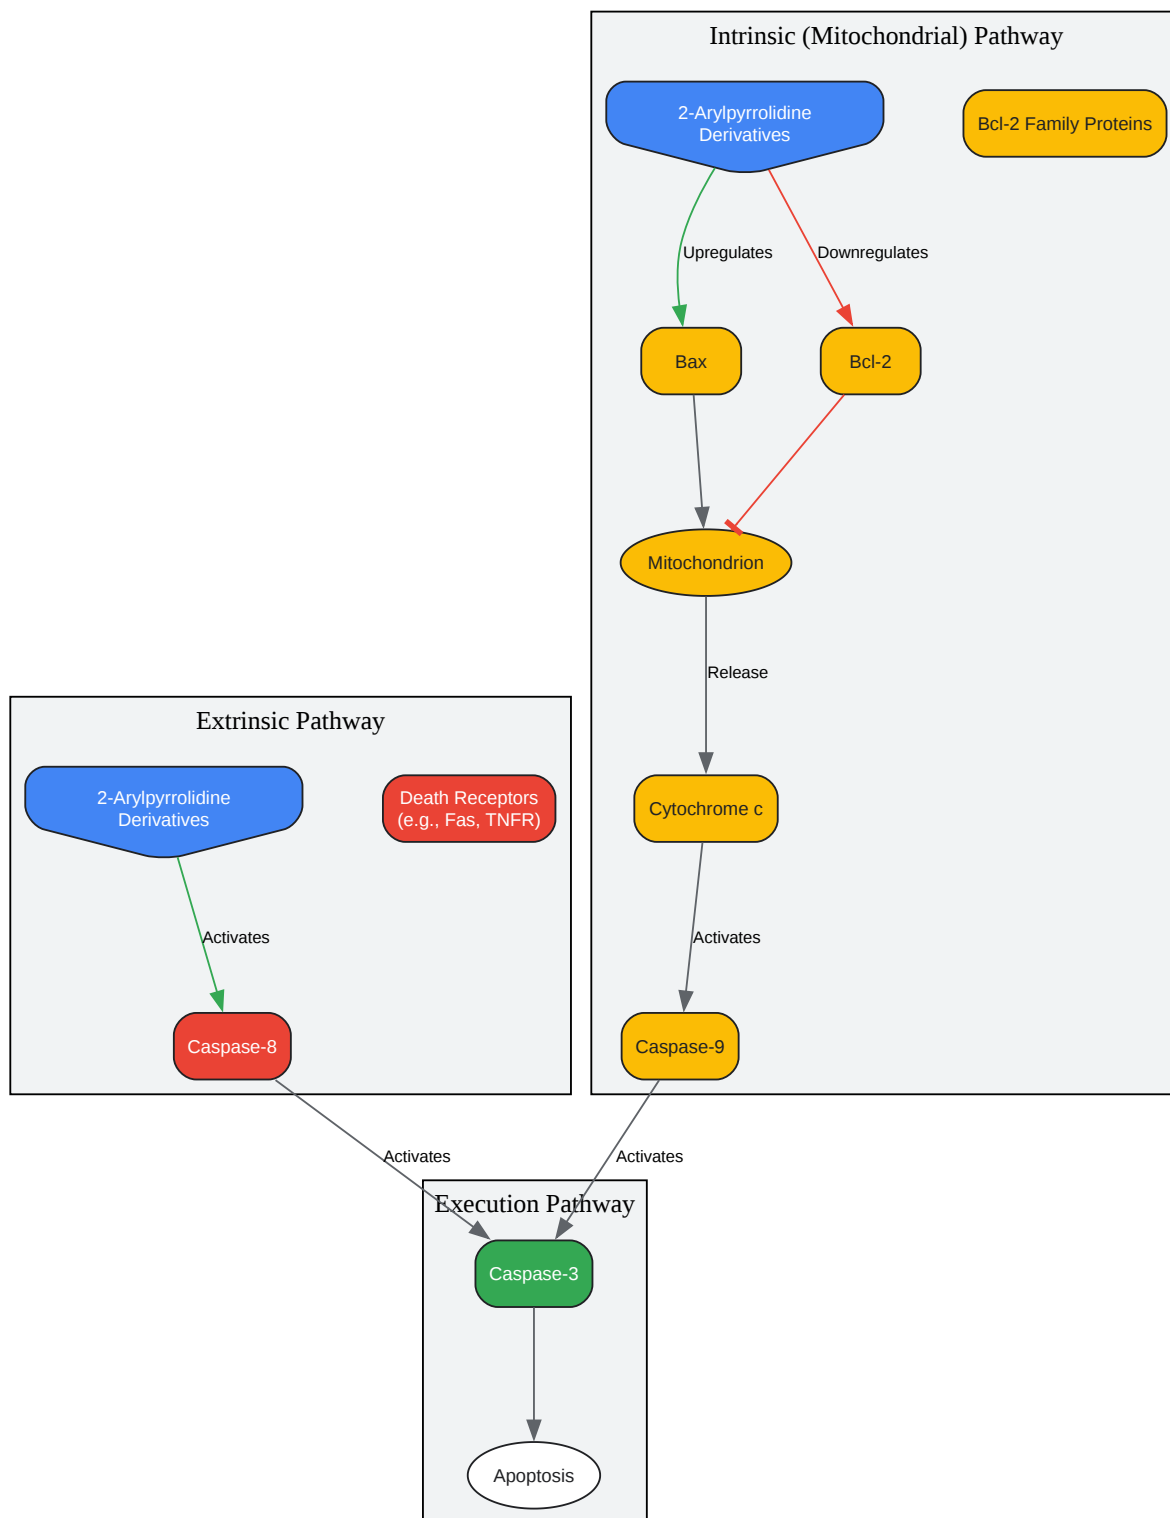 Intrinsic (Mitochondrial) Pathway
2-Arylpyrrolidine
Derivatives
Bcl-2 Family Proteins
Upregulates
Downregulates
Bax
Bcl-2
Mitochondrion
Release
Extrinsic Pathway
2-Arylpyrrolidine
Derivatives
Death Receptors
(e.g., Fas, TNFR)
Cytochrome c
Activates
Activates
Caspase-8
Caspase-9
Activates
Activates
Execution Pathway
Caspase-3
Apoptosis